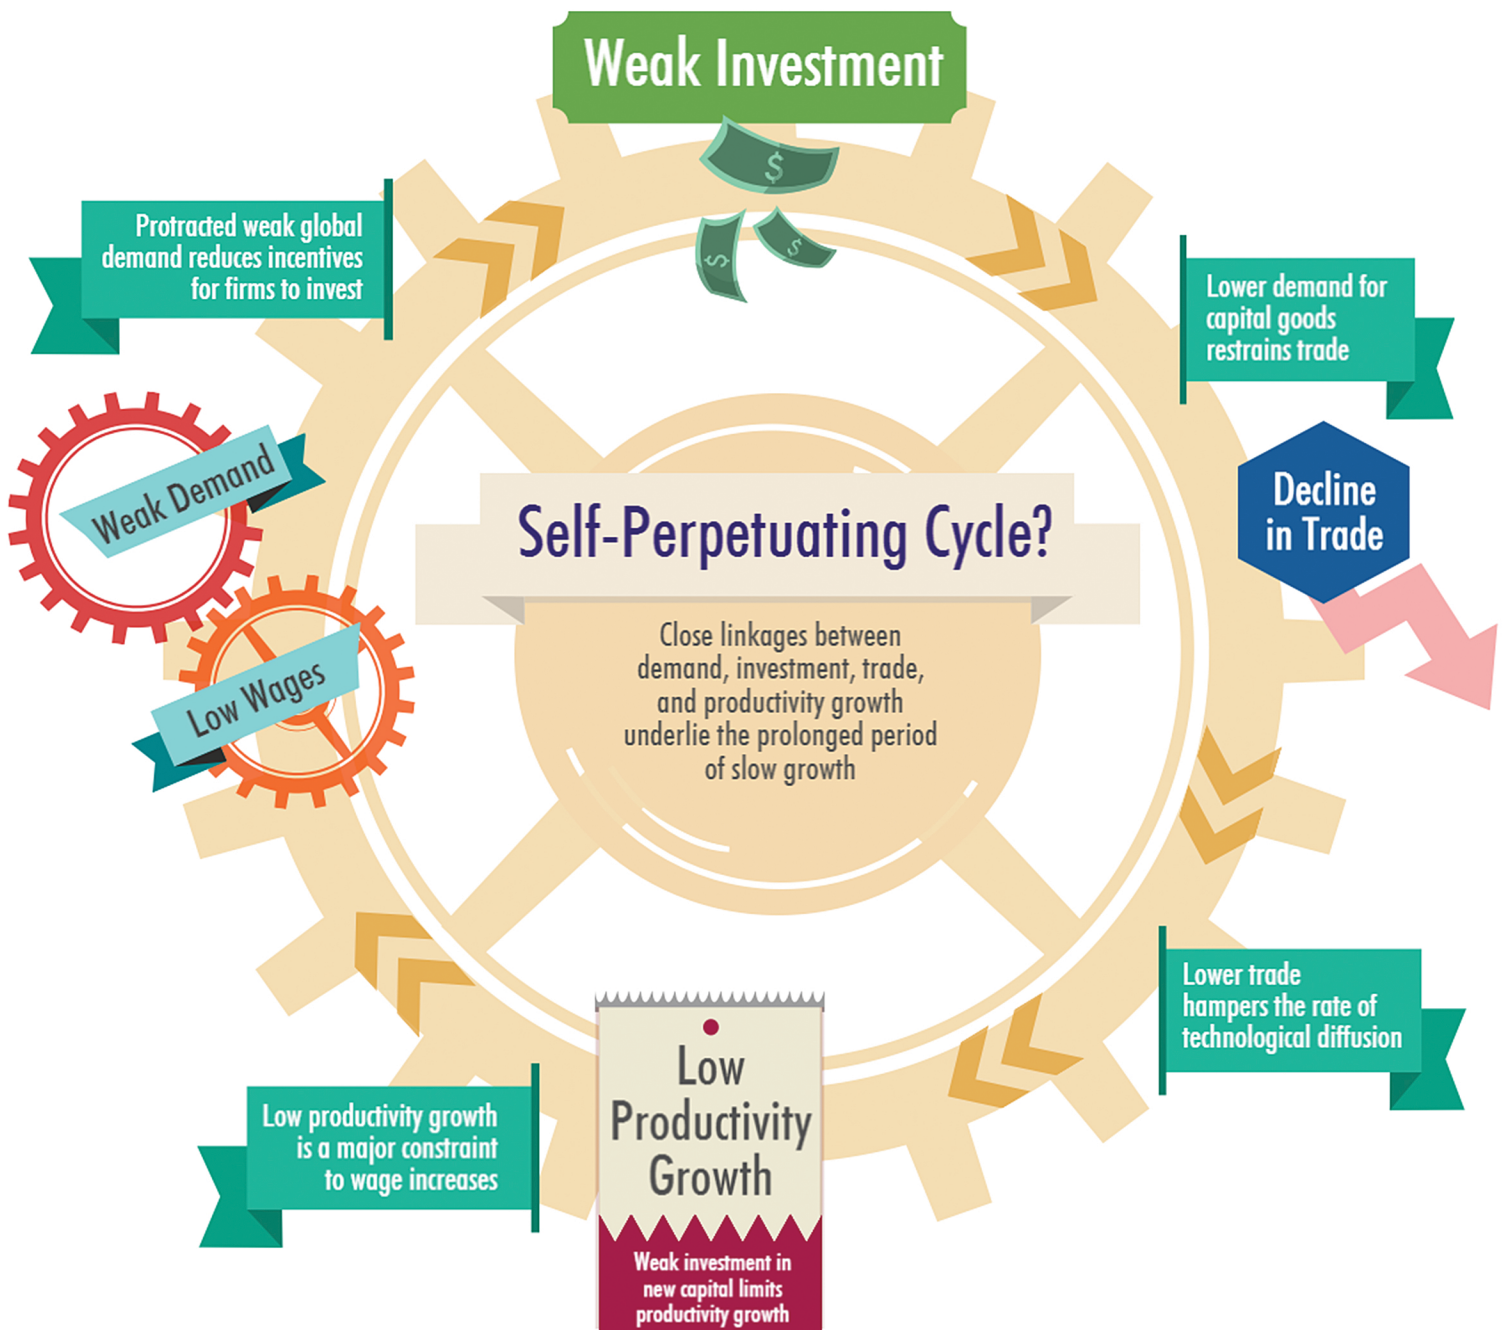 Weak Investment
$
$
$
Protracted weak global
demand reduces incentives
for firms to invest
Lower demand for
capital goods
restrains trade
Weak Demand
Decline
in Trade
Self-Perpetuating Cycle?
Close linkages between
demand, investment, trade,
and productivity growth
underlie the prolonged period
of slow growth
Low Wages
Lower trade
hampers the rate of
technological diffusion
Low
Productivity
Growth
Low productivity growth
is a major constraint
to wage increases
Weak investment in
new capital limits
productivity growth